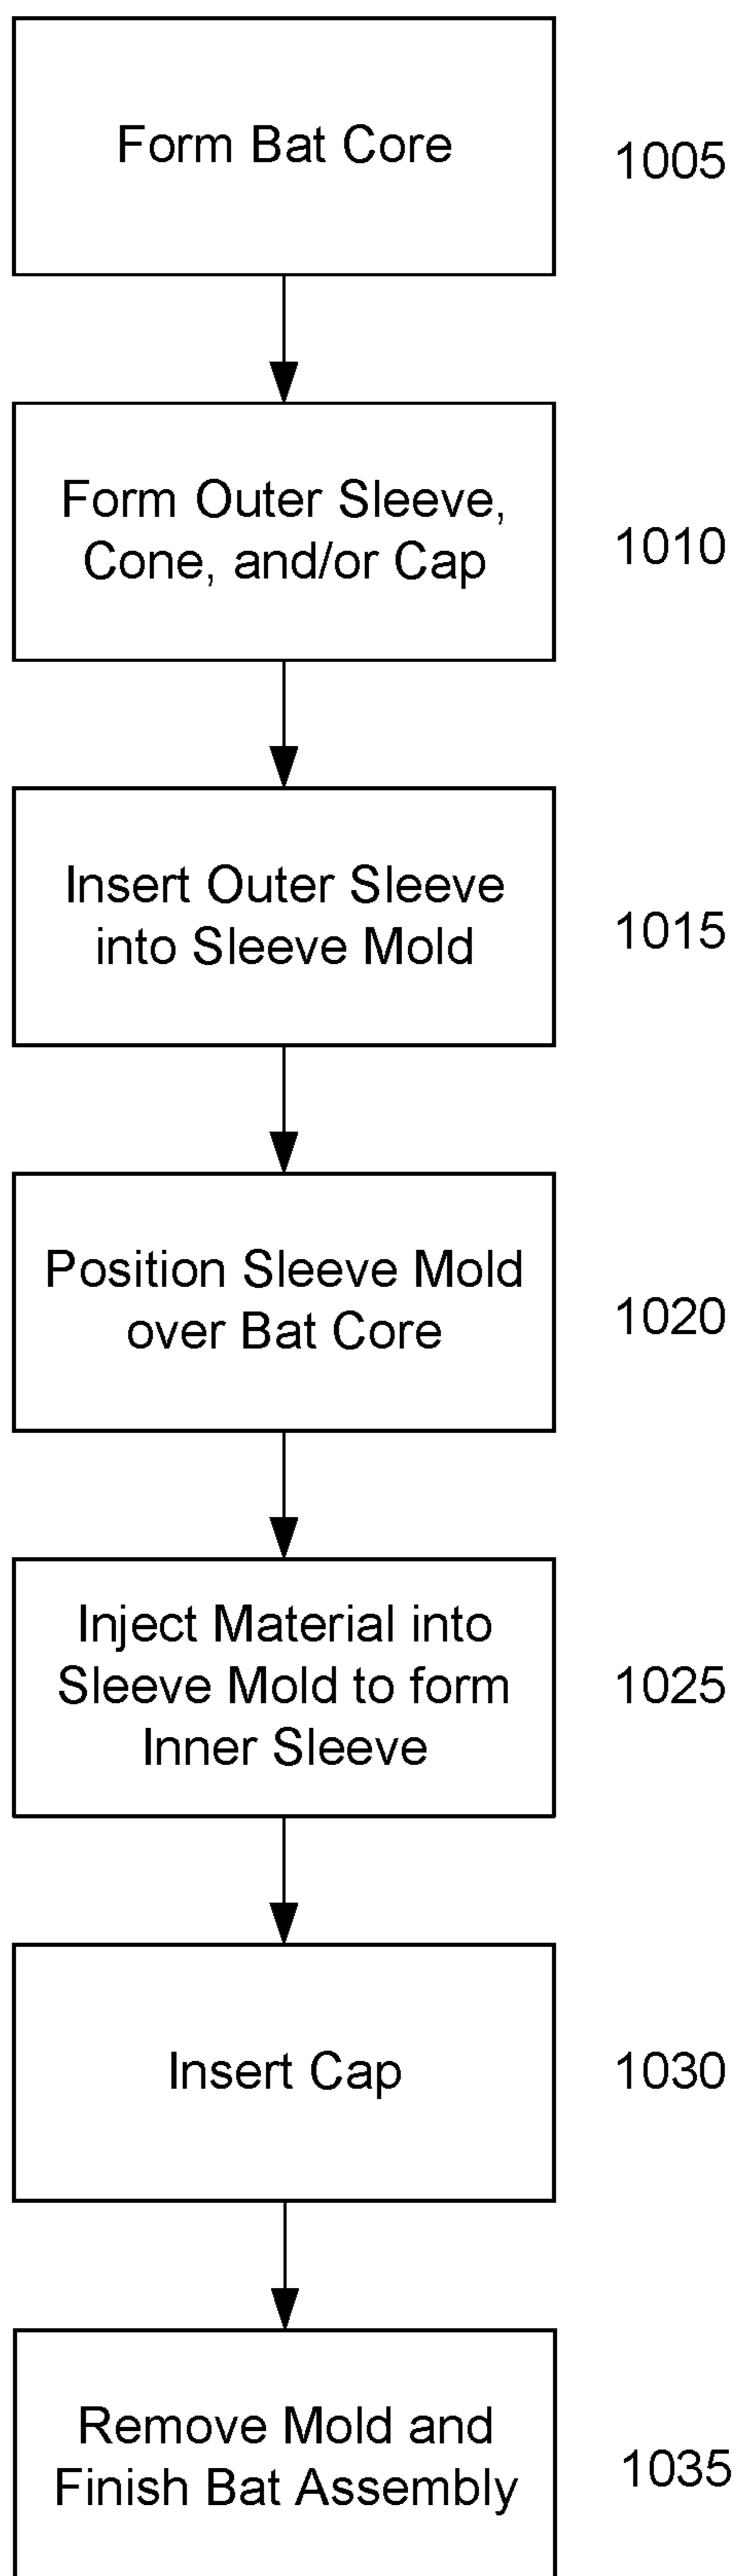 Form Bat Core
1005
Form Outer Sleeve,
Cone, and/or Cap
1010
Insert Outer Sleeve
into Sleeve Mold
1015
Position Sleeve Mold
over Bat Core
1020
Inject Material into
Sleeve Mold to form
Inner Sleeve
1025
Insert Cap
1030
Remove Mold and
Finish Bat Assembly
1035